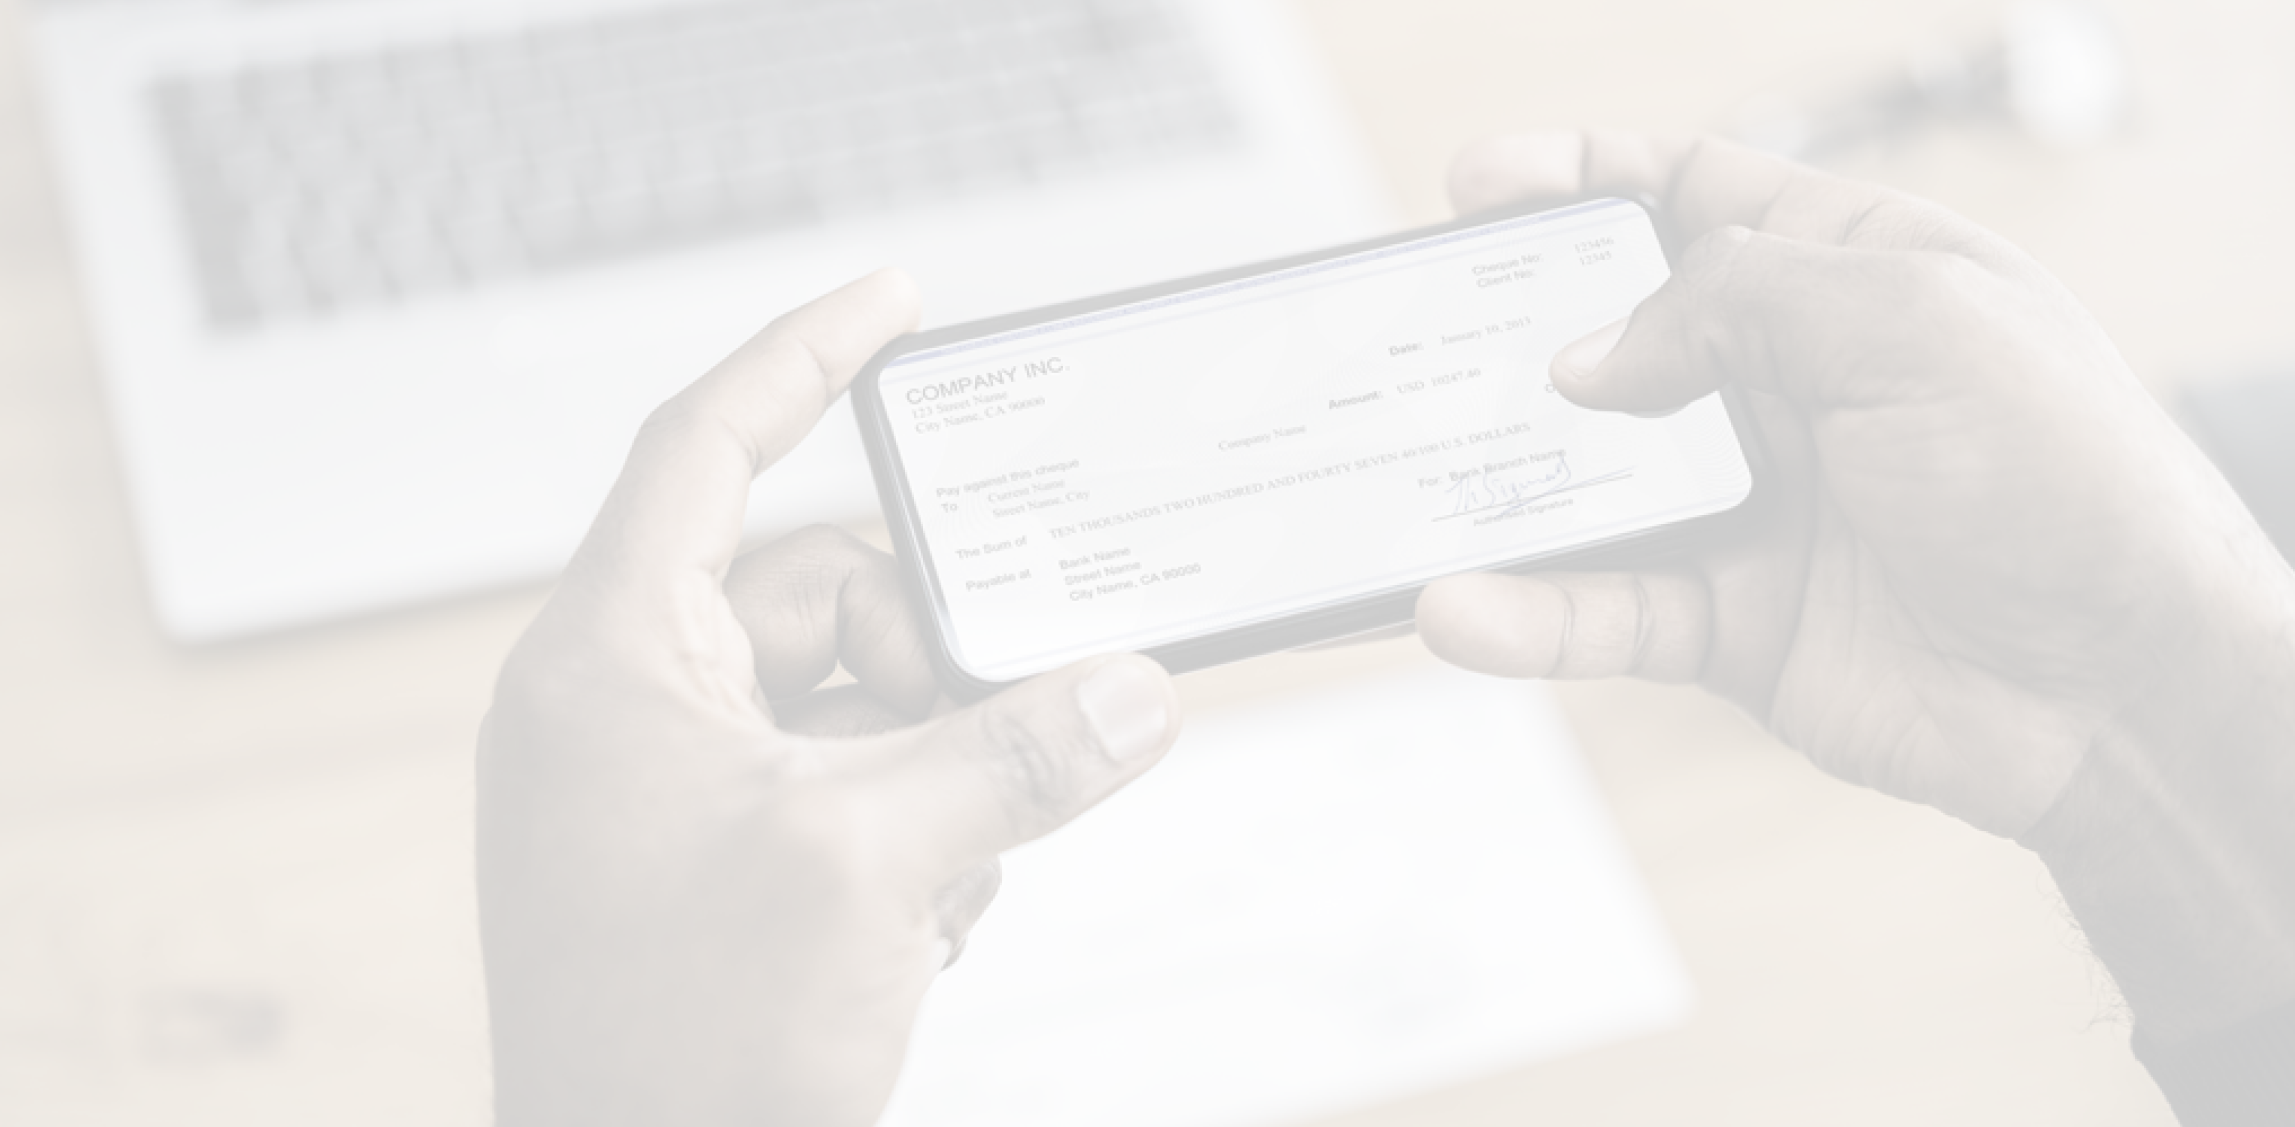 Cheque No: 123456
Client No: 12345
COMPANY INC.
123 Street Name
City Name, CA 90000
Date: January 10, 2013
Amount: USD 10247.40
Company Name
Pay against this cheque
To Current Name
Street Name, City
The Sum of TEN THOUSANDS TWO HUNDRED AND FOURTY SEVEN 40/100 U.S. DOLLARS
For: Bank Branch Name
Authorised Signature
Payable at Bank Name
Street Name
City Name, CA 90000